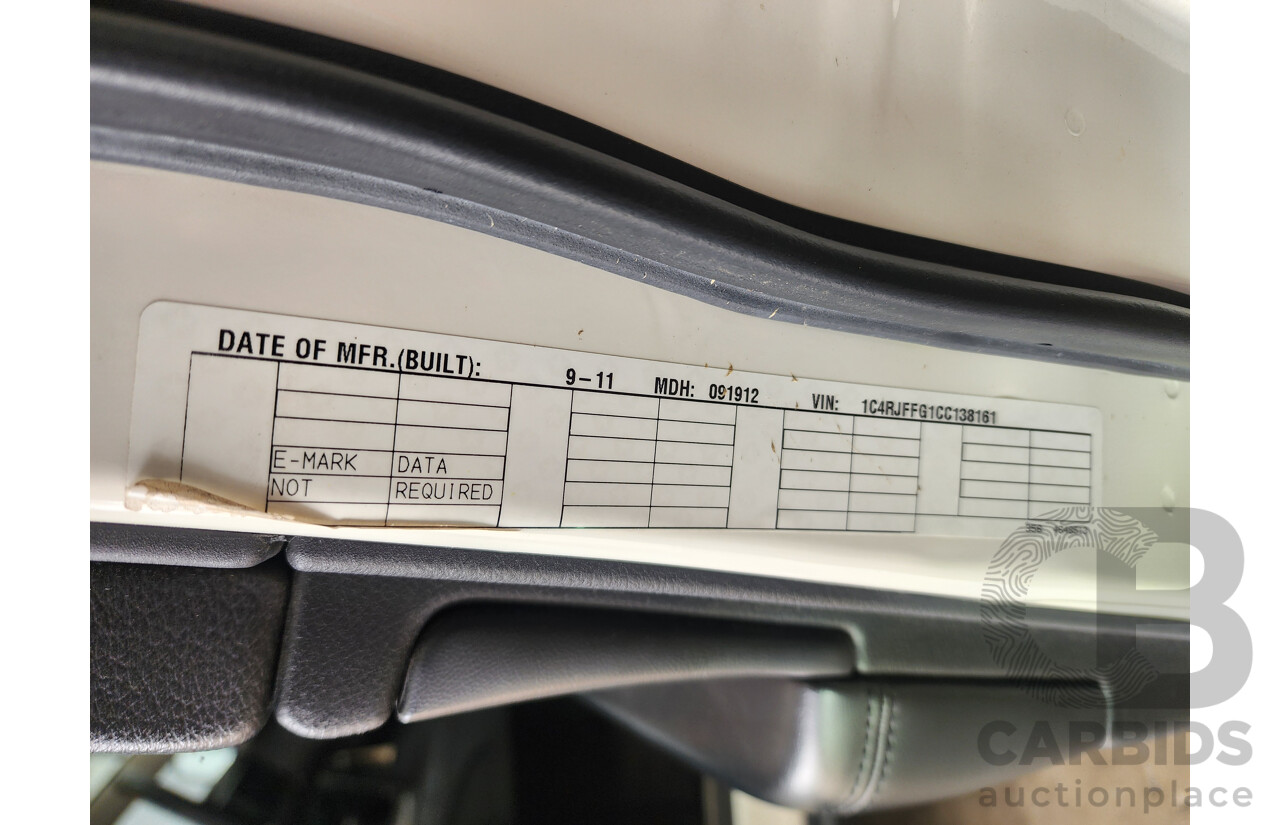 DATE OF MFR.(BUILT): 9-11 MDH: 091912 VIN: 1C4RJFFG1CC138161
E-MARK DATA
NOT REQUIRED
CARBIDS
auctionplace